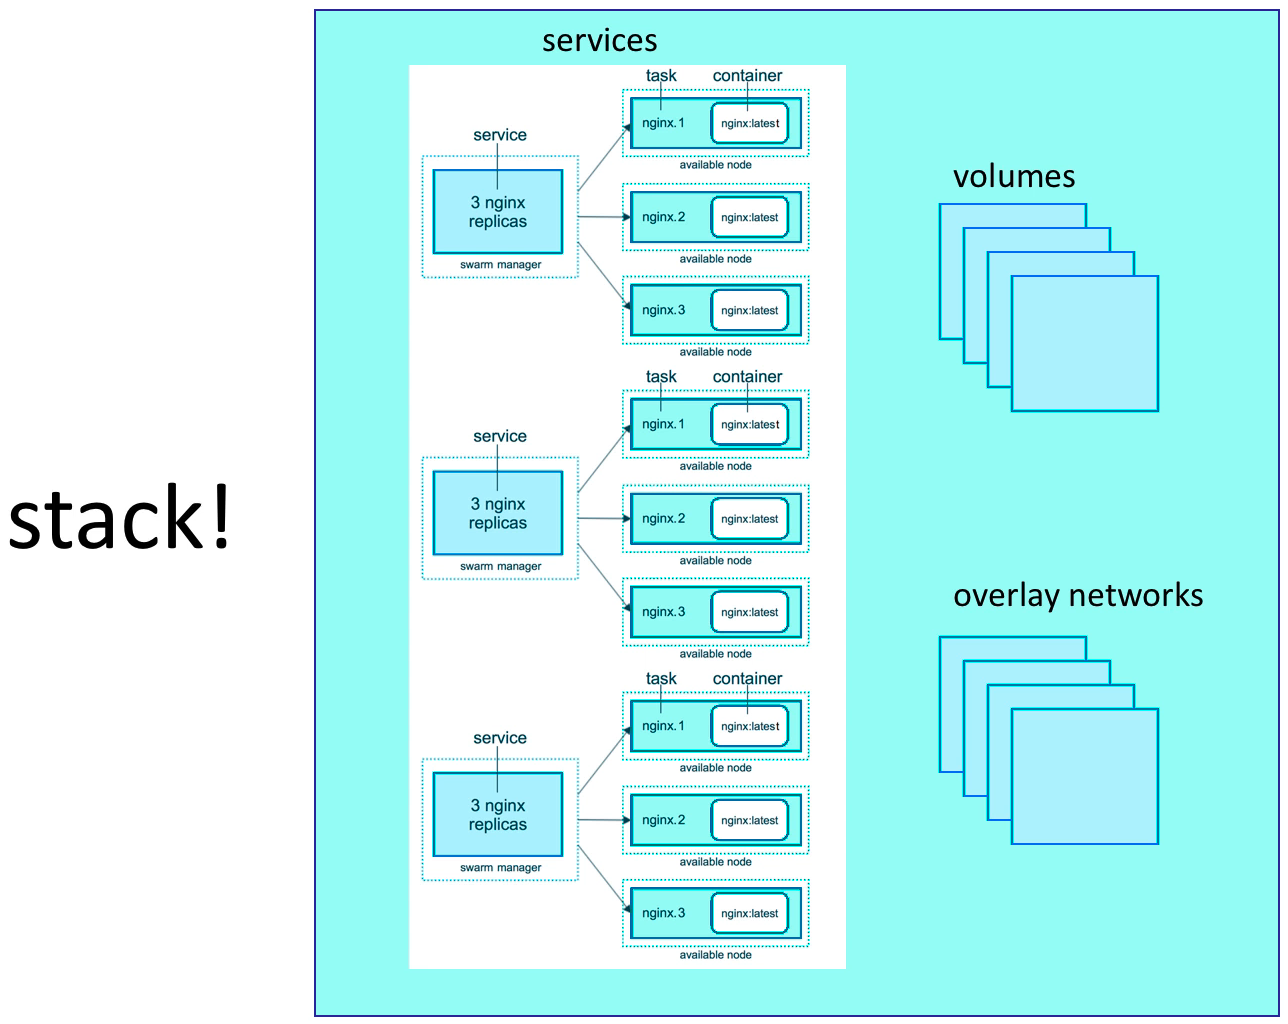 services
task container
nginx.1 nginx:latest
available node
service
3 nginx
replicas
swarm manager
nginx.2 nginx:latest
available node
nginx.3 nginx:latest
available node
task container
nginx.1 nginx:latest
available node
service
3 nginx
replicas
swarm manager
nginx.2 nginx:latest
available node
nginx.3 nginx:latest
available node
task container
nginx.1 nginx:latest
available node
service
3 nginx
replicas
swarm manager
nginx.2 nginx:latest
available node
nginx.3 nginx:latest
available node
volumes
overlay networks
stack!